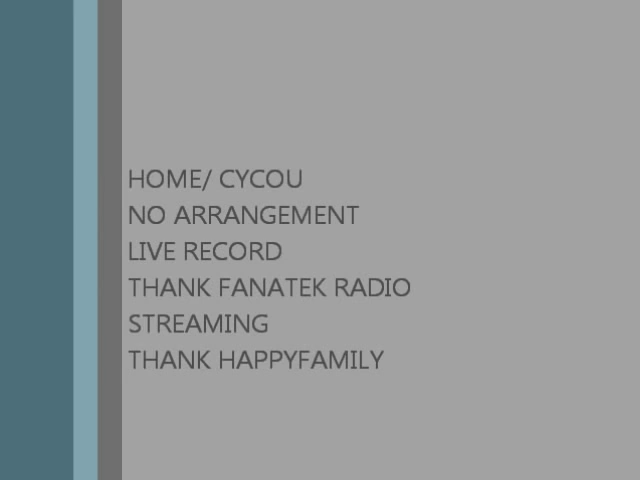 HOME/ CYCOU
NO ARRANGEMENT
LIVE RECORD
THANK FANATEK RADIO
STREAMING
THANK HAPPYFAMILY